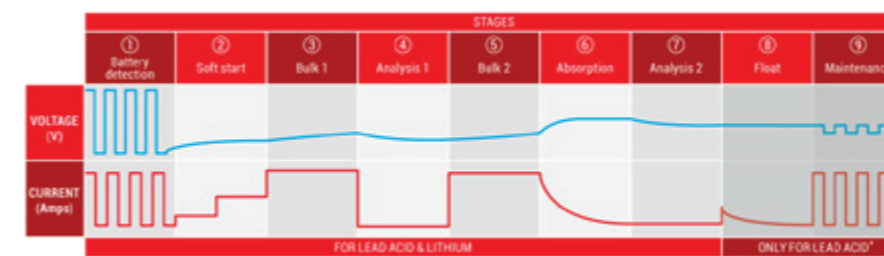 STAGES
① ② ③ ④ ⑤ ⑥ ⑦ ⑧ ⑨
Battery detection
Soft start
Bulk 1
Analysis 1
Bulk 2
Absorption
Analysis 2
Float
Maintenanc
VOLTAGE
(V)
CURRENT
(Amps)
FOR LEAD ACID & LITHIUM
ONLY FOR LEAD ACID*